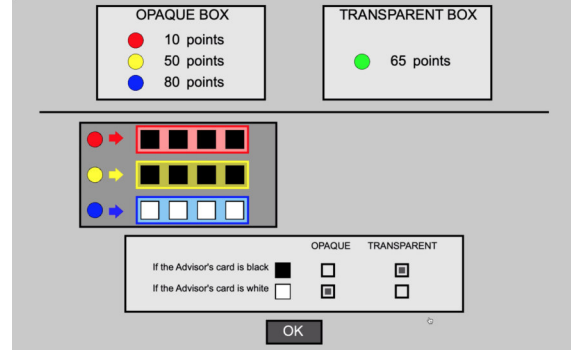 OPAQUE BOX
10 points
50 points
80 points
TRANSPARENT BOX
65 points
OPAQUE TRANSPARENT
If the Advisor's card is black
If the Advisor's card is white
OK